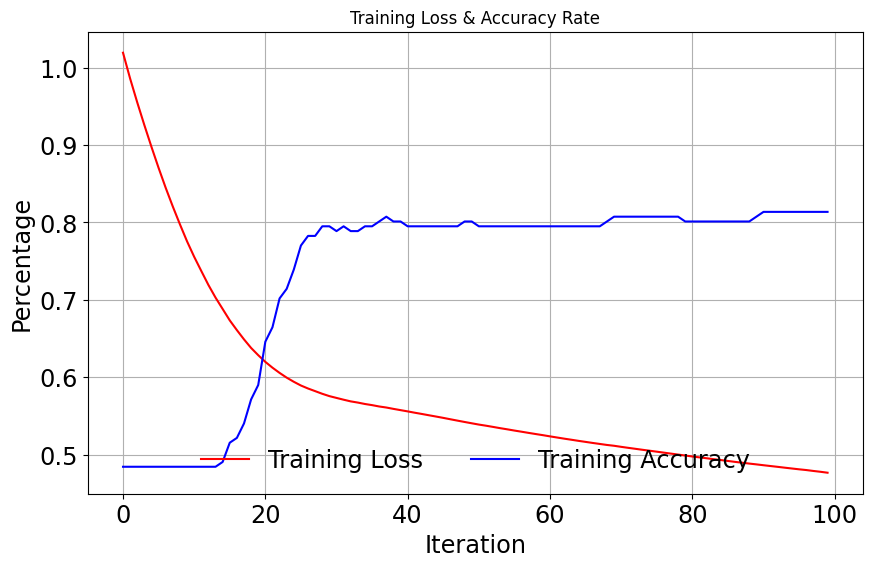 Training Loss & Accuracy Rate
Percentage
1.0
0.9
0.8
0.7
0.6
0.5
Training Loss Training Accuracy
0 20 40 60 80 100
Iteration